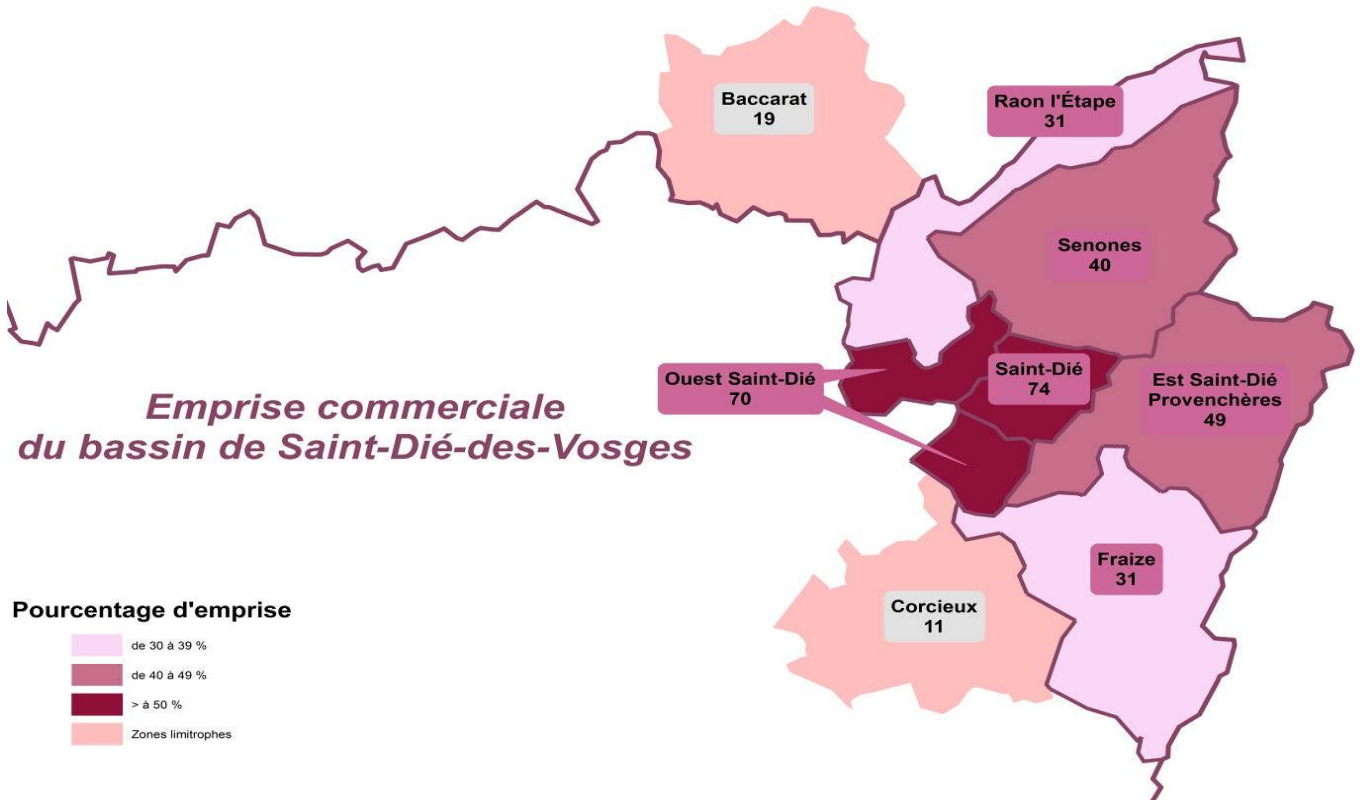 Baccarat
19
Raon l'Étape
31
Senones
40
Ouest Saint-Dié
70
Saint-Dié
74
Est Saint-Dié
Provenchères
49
Emprise commerciale
du bassin de Saint-Dié-des-Vosges
Fraize
31
Corcieux
11
Pourcentage d'emprise
de 30 à 39 %
de 40 à 49 %
> à 50 %
Zones limitrophes